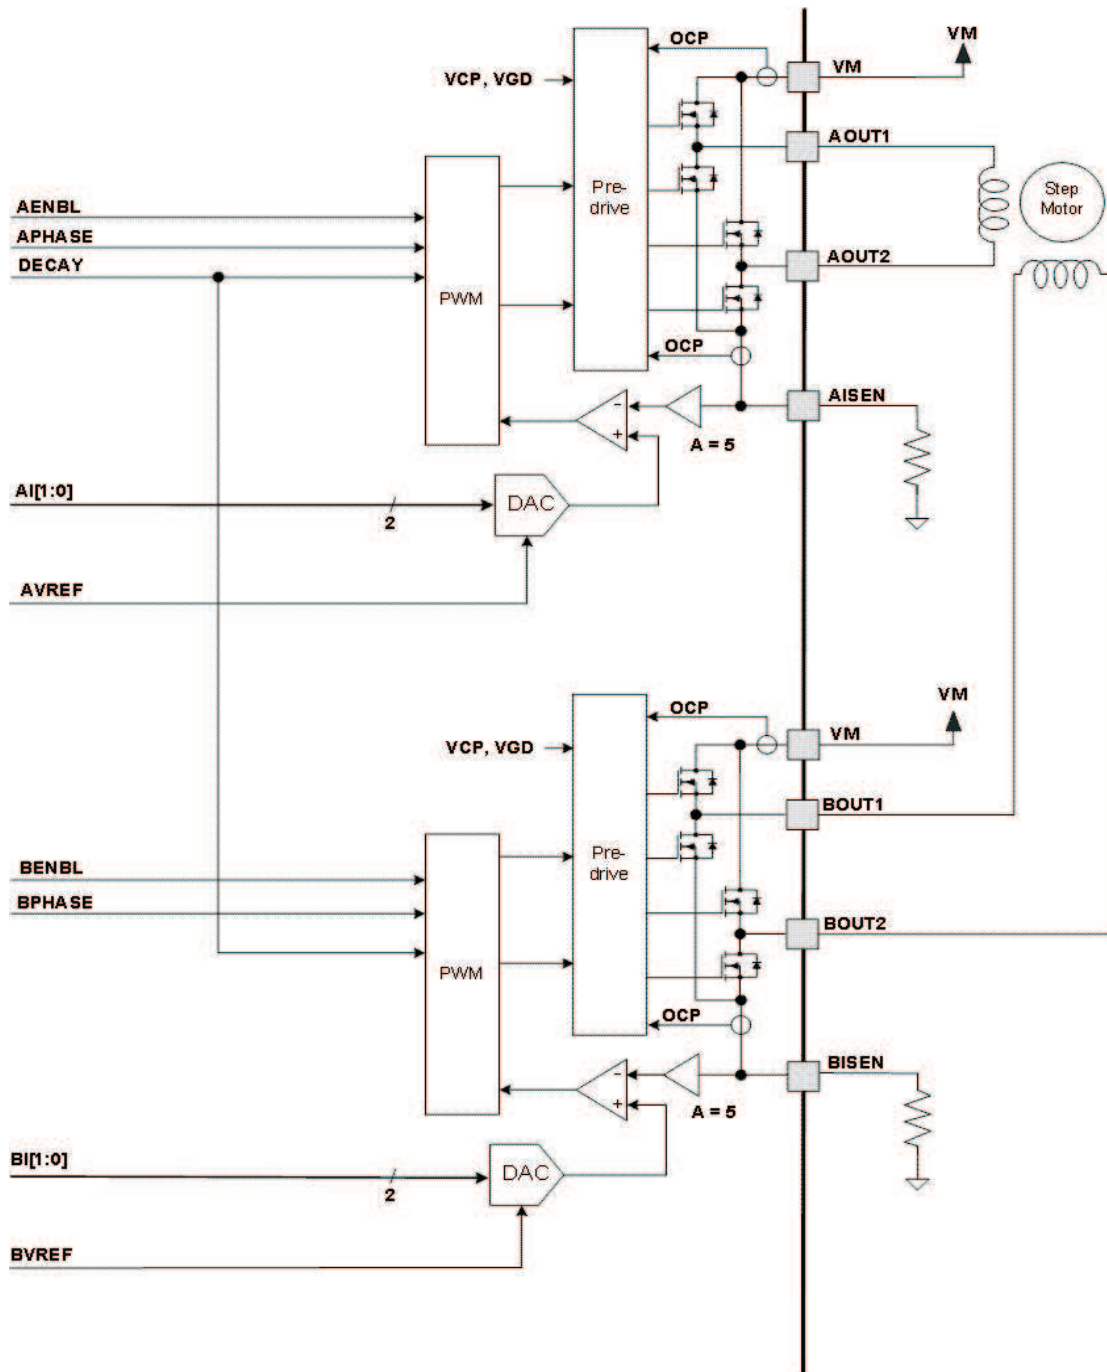 OCP
VM
VM
VCP, VGD
AOUT1
Pre-
drive
Step
Motor
AENBL
APHASE
DECAY
AOUT2
PWM
OCP
-
+
A = 5
AISEN
AI[1:0]
2
DAC
AVREF
OCP
VM
VM
VCP, VGD
BOUT1
Pre-
drive
BENBL
BPHASE
BOUT2
PWM
OCP
-
+
A = 5
BISEN
BI[1:0]
2
DAC
BVREF